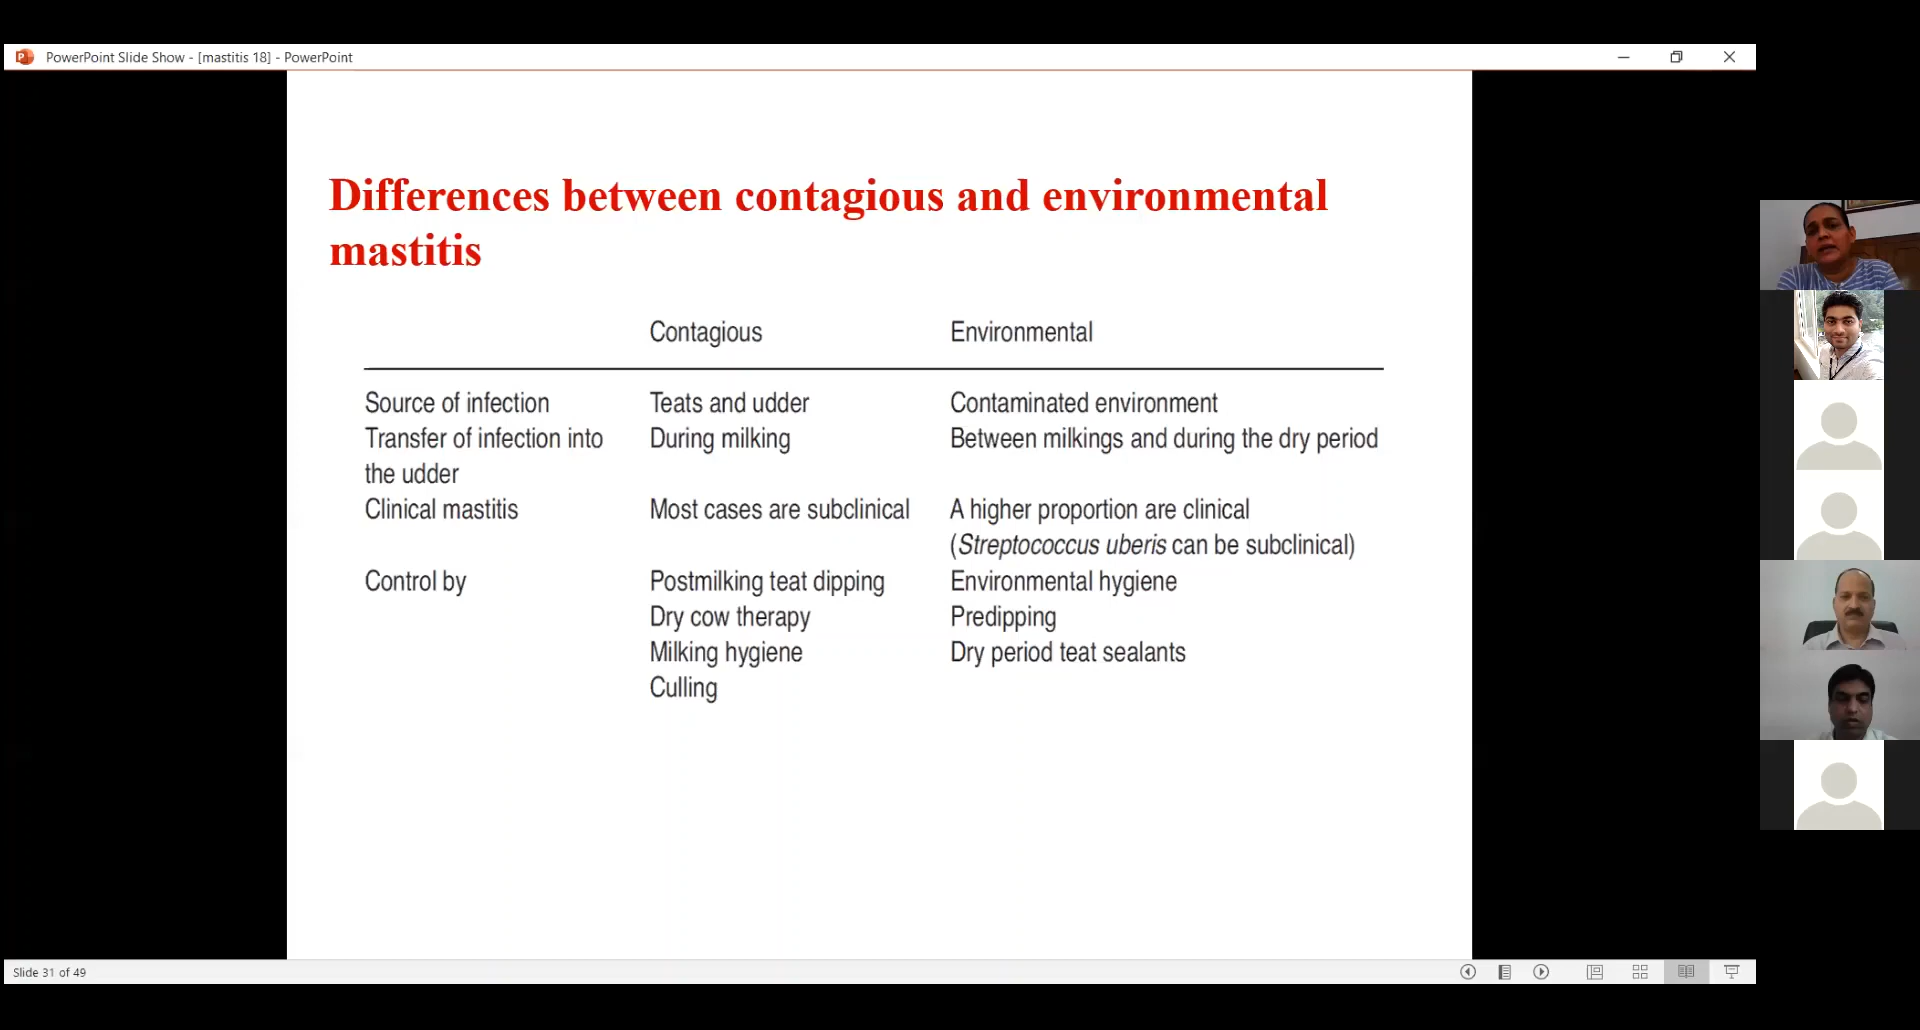 PowerPoint Slide Show - [mastitis 18] - PowerPoint
Differences between contagious and environmental
mastitis
Contagious Environmental
Source of infection Teats and udder Contaminated environment
Transfer of infection into During milking Between milkings and during the dry period
the udder
Clinical mastitis Most cases are subclinical A higher proportion are clinical
(Streptococcus uberis can be subclinical)
Control by Postmilking teat dipping Environmental hygiene
Dry cow therapy Predipping
Milking hygiene Dry period teat sealants
Culling
Slide 31 of 49